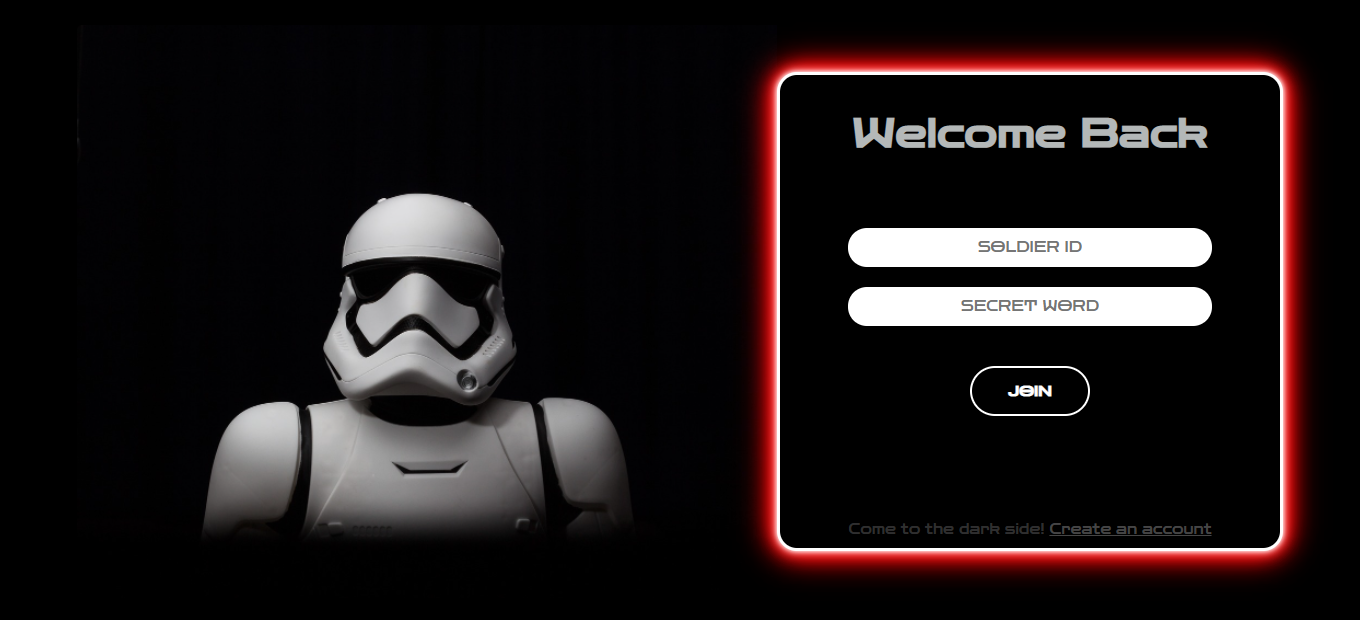 Welcome Back
SOLDIER ID
SECRET WORD
JOIN
Come to the dark side! Create an account